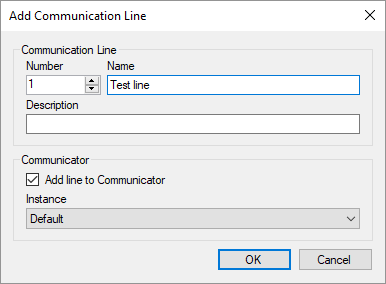 Add Communication Line
Communication Line
Number Name
1 Test line
Description
Communicator
Add line to Communicator
Instance
Default
OK Cancel